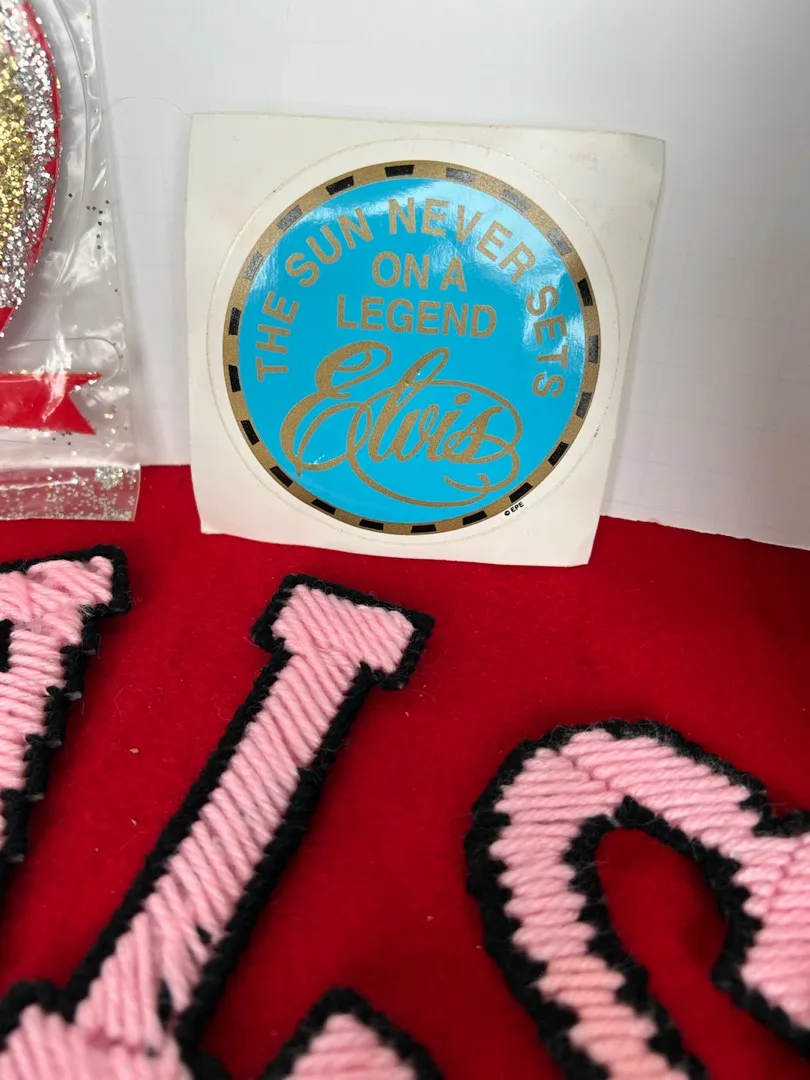 THE SUN NEVER SETS
ON A
LEGEND
Elvis
© EPE